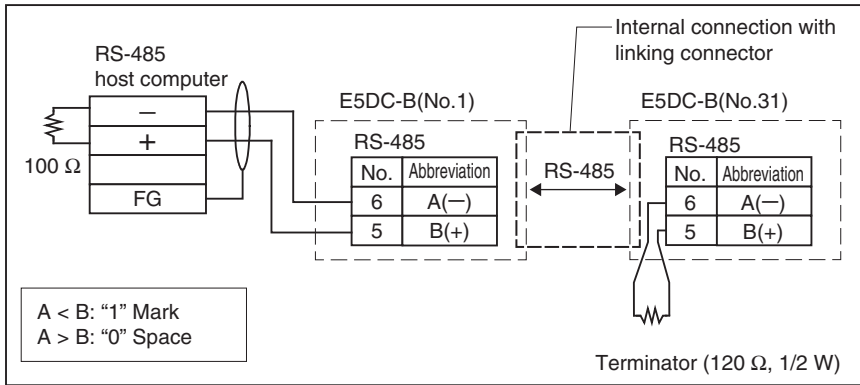 Internal connection with
linking connector
RS-485
host computer
−
+
100 Ω
FG
E5DC-B(No.1)
RS-485
No. Abbreviation
6 A(−)
5 B(+)
RS-485
E5DC-B(No.31)
RS-485
No. Abbreviation
6 A(−)
5 B(+)
A < B: “1” Mark
A > B: “0” Space
Terminator (120 Ω, 1/2 W)